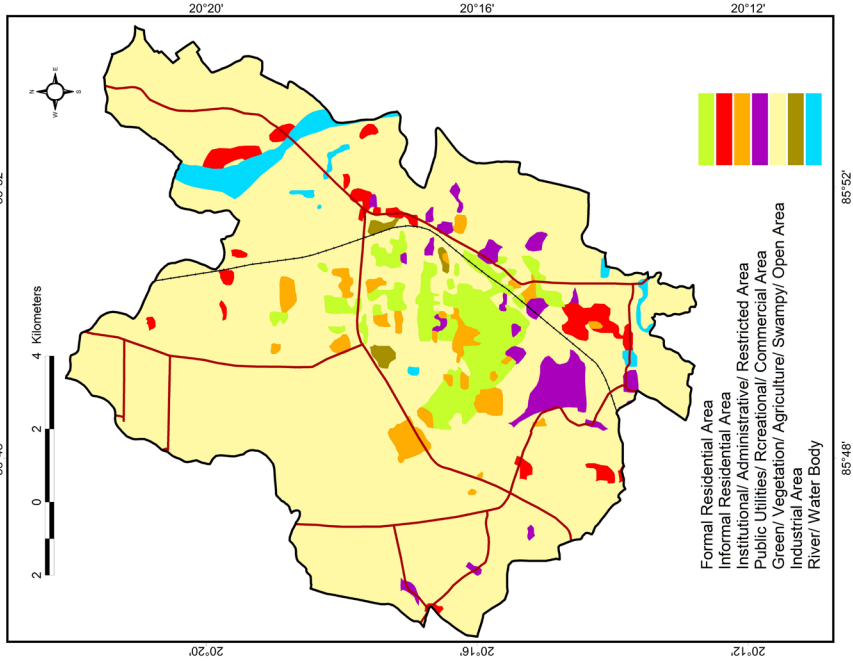 20°20'
20°16'
20°12'
N
E
S
W
85°52'
85°48'
Kilometers
2
0
2
4
Formal Residential Area
Informal Residential Area
Institutional/ Administrative/ Restricted Area
Public Utilities/ Rcreational/ Commercial Area
Green/ Vegetation/ Agriculture/ Swampy/ Open Area
Industrial Area
River/ Water Body
20°20'
20°16'
20°12'